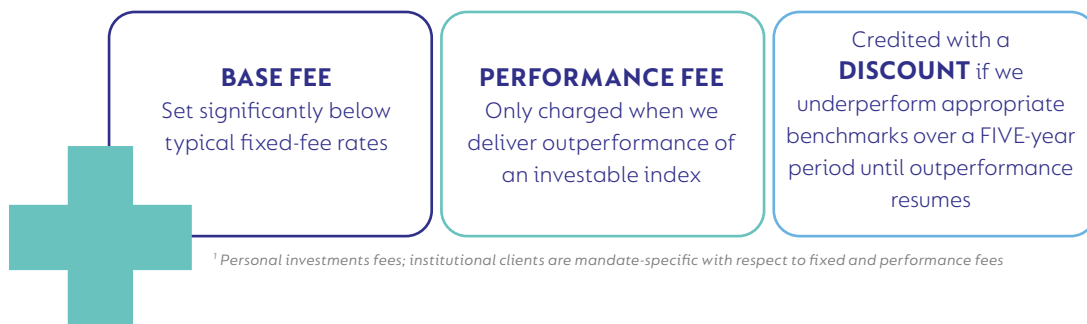 BASE FEE
Set significantly below
typical fixed-fee rates
PERFORMANCE FEE
Only charged when we
deliver outperformance of
an investable index
Credited with a
DISCOUNT if we
underperform appropriate
benchmarks over a FIVE-year
period until outperformance
resumes
¹ Personal investments fees; institutional clients are mandate-specific with respect to fixed and performance fees